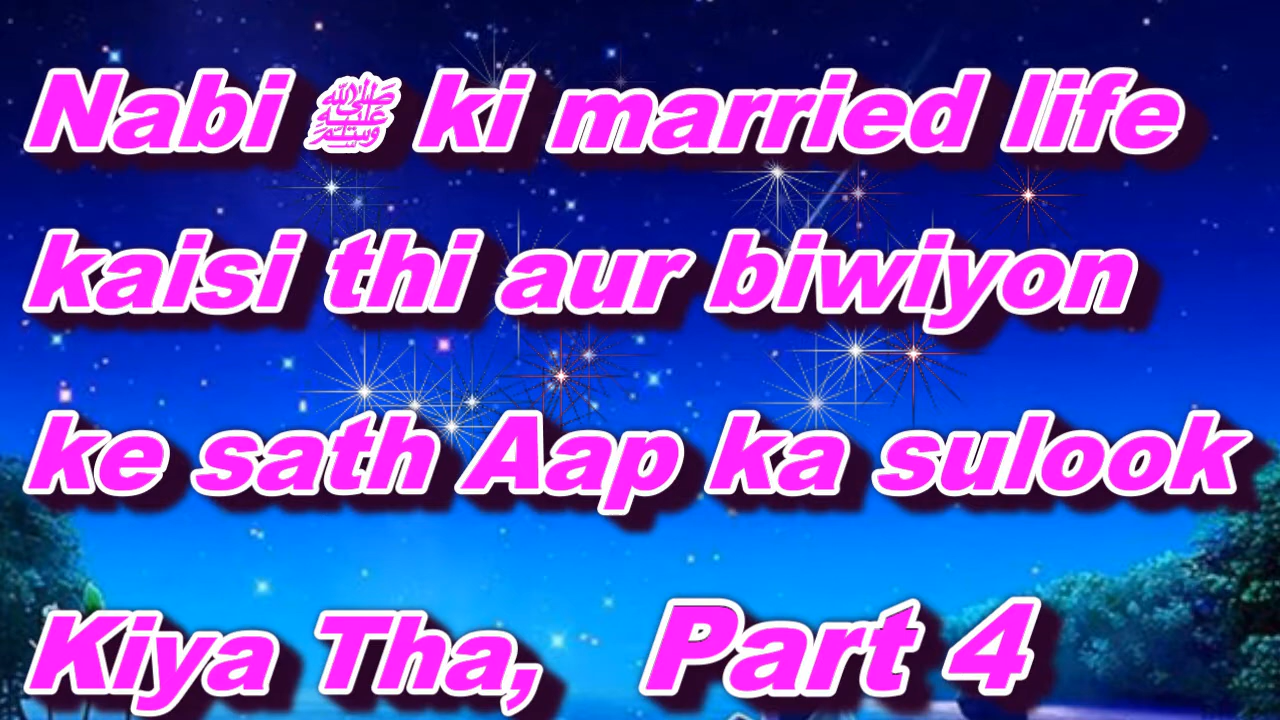 Nabi ﷺ ki married life
kaisi thi aur biwiyon
ke sath Aap ka sulook
Kiya Tha, Part 4